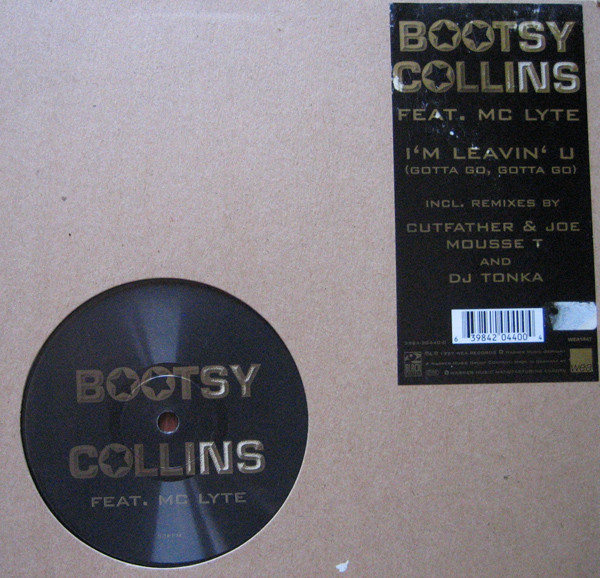 BOOTSY
COLLINS
FEAT. MC LYTE
I'M LEAVIN' U
(GOTTA GO, GOTTA GO)
INCL. REMIXES BY
CUTFATHER & JOE
MOUSSE T
AND
DJ TONKA
6 39842 04400 4
BOOTSY
COLLINS
FEAT. MC LYTE